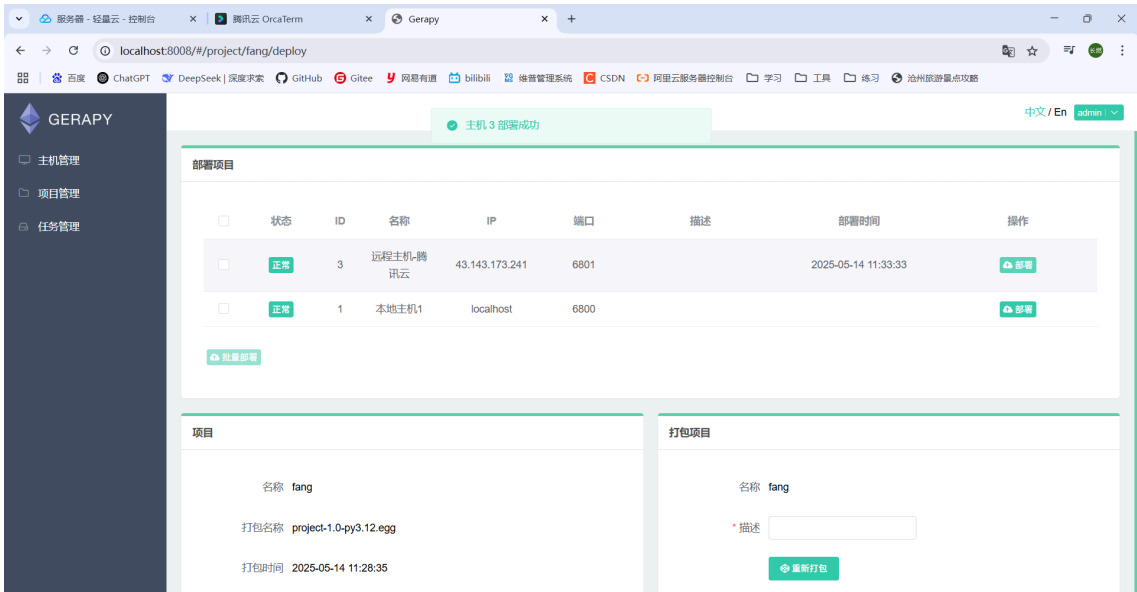 服务器 - 轻量云 - 控制台
腾讯云 OrcaTerm
Gerapy
localhost:8008/#/project/fang/deploy
百度 ChatGPT DeepSeek | 深度求索 GitHub Gitee 网易有道 bilibili 维普管理系统 CSDN 阿里云服务器控制台 学习 工具 练习 沧州旅游景点攻略
GERAPY
主机 3 部署成功
中文 / En admin
主机管理
项目管理
任务管理
部署项目
状态 ID 名称 IP 端口 描述 部署时间 操作
正常 3 远程主机-腾讯云 43.143.173.241 6801 2025-05-14 11:33:33 部署
正常 1 本地主机1 localhost 6800 部署
批量部署
项目
名称 fang
打包名称 project-1.0-py3.12.egg
打包时间 2025-05-14 11:28:35
打包项目
名称 fang
* 描述
重新打包